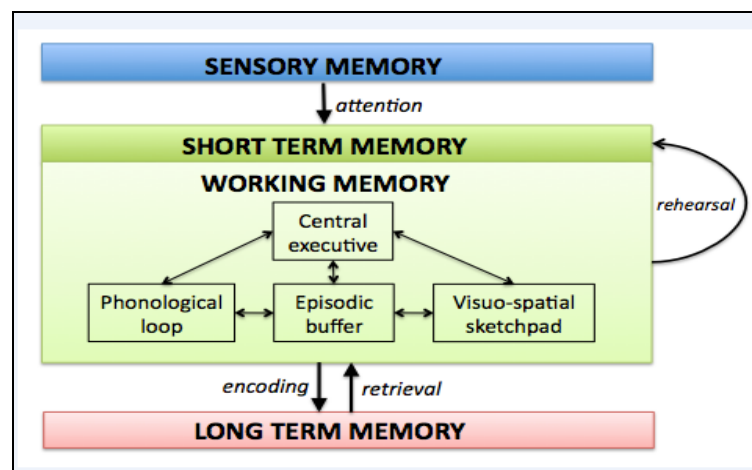 SENSORY MEMORY
attention
SHORT TERM MEMORY
WORKING MEMORY
rehearsal
Central
executive
Phonological
loop
Episodic
buffer
Visuo-spatial
sketchpad
encoding
retrieval
LONG TERM MEMORY